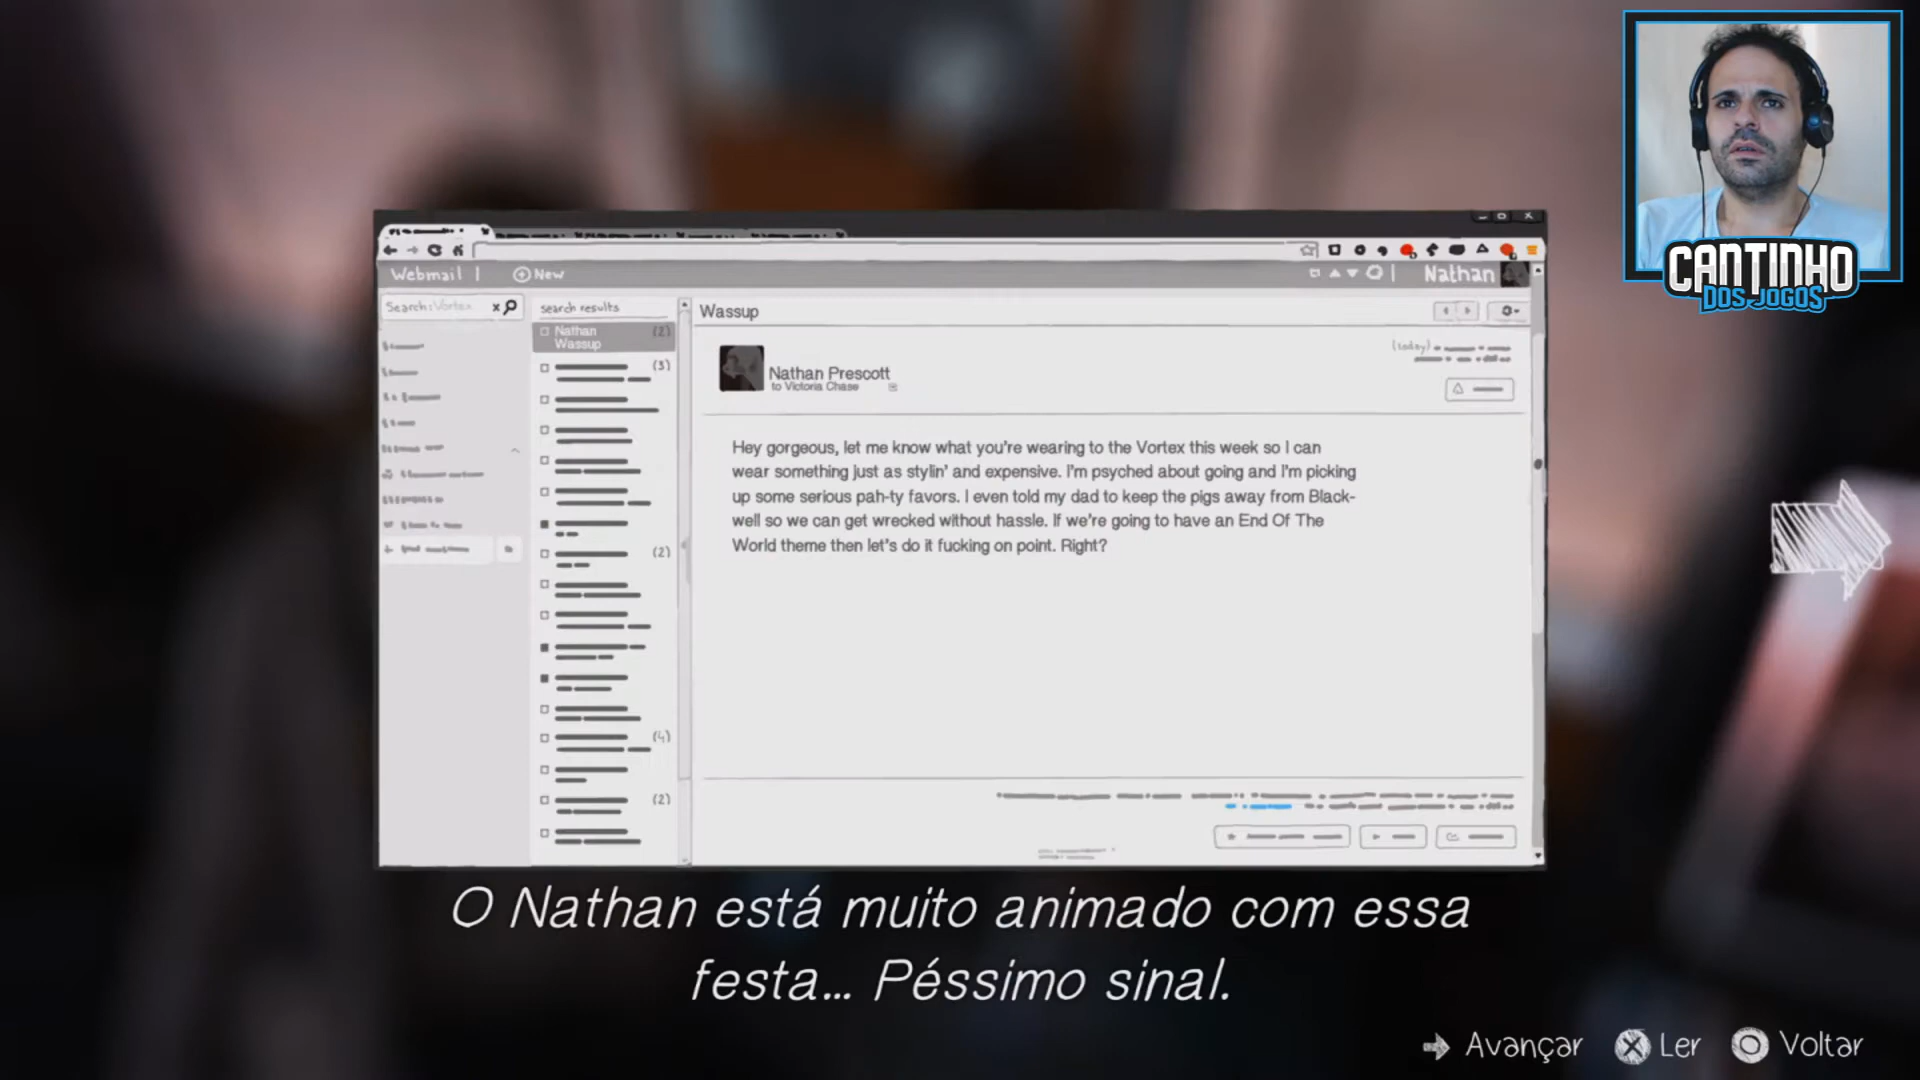 CANTINHO
DOS JOGOS
Webmail
New
Nathan
Search: Vortex x
search results
Nathan (2)
Wassup
(3)
(2)
(4)
(2)
Wassup
(today)
Nathan Prescott
to Victoria Chase
Hey gorgeous, let me know what you're wearing to the Vortex this week so I can
wear something just as stylin' and expensive. I'm psyched about going and I'm picking
up some serious pah-ty favors. I even told my dad to keep the pigs away from Black-
well so we can get wrecked without hassle. If we're going to have an End Of The
World theme then let's do it fucking on point. Right?
O Nathan está muito animado com essa
festa... Péssimo sinal.
Avançar Ler Voltar